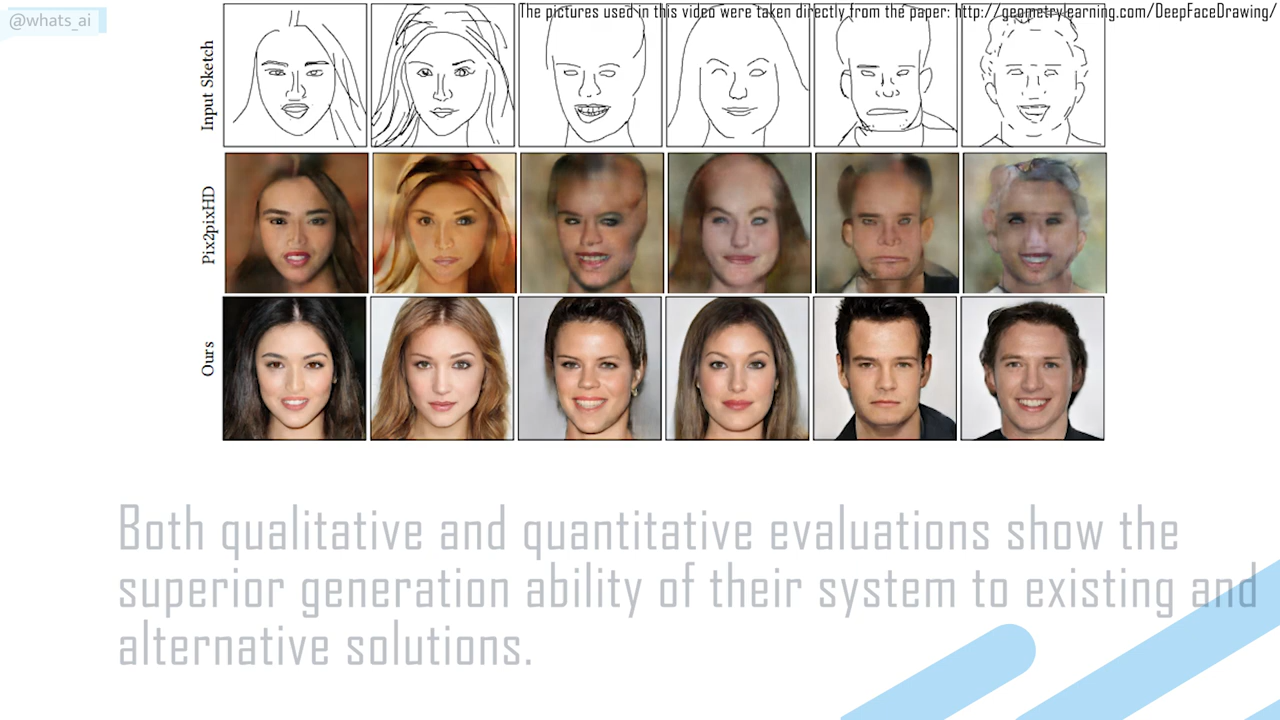 @whats_ai
The pictures used in this video were taken directly from the paper: http://geometrylearning.com/DeepFaceDrawing/
Input Sketch
Pix2pixHD
Ours
Both qualitative and quantitative evaluations show the
superior generation ability of their system to existing and
alternative solutions.